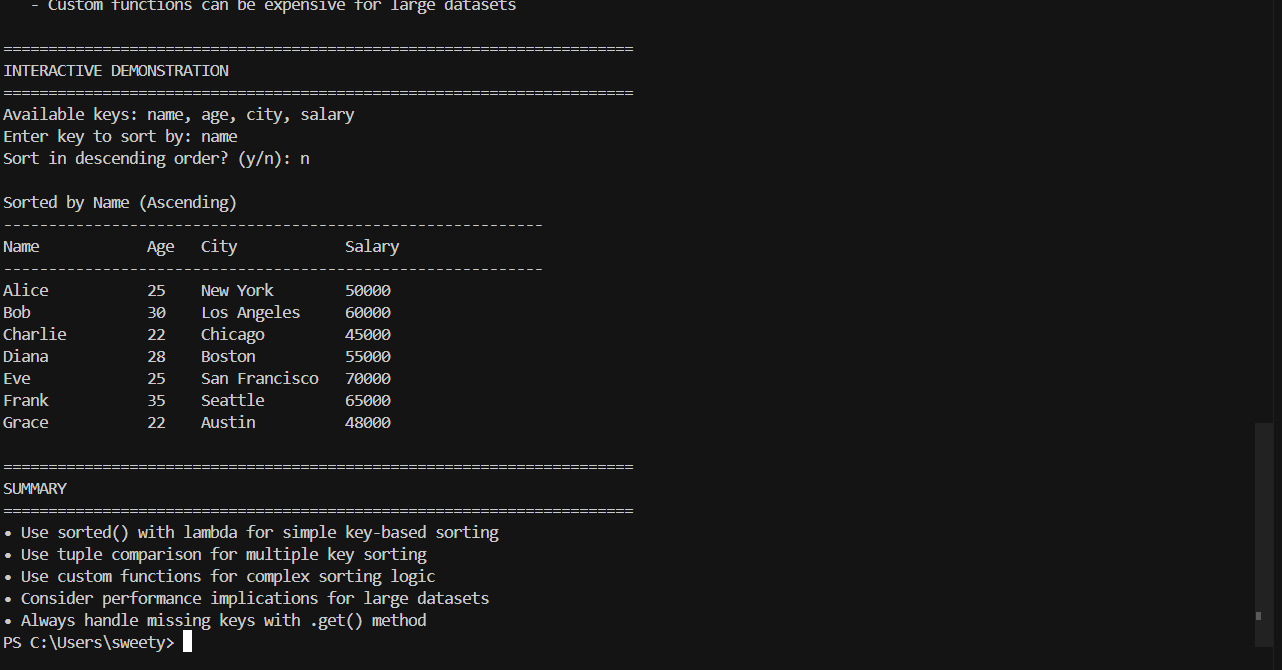 - Custom functions can be expensive for large datasets
======================================================================
INTERACTIVE DEMONSTRATION
======================================================================
Available keys: name, age, city, salary
Enter key to sort by: name
Sort in descending order? (y/n): n
Sorted by Name (Ascending)
------------------------------------------------------------
Name            Age   City            Salary
------------------------------------------------------------
Alice           25    New York        50000
Bob             30    Los Angeles     60000
Charlie         22    Chicago         45000
Diana           28    Boston          55000
Eve             25    San Francisco   70000
Frank           35    Seattle         65000
Grace           22    Austin          48000
======================================================================
SUMMARY
======================================================================
• Use sorted() with lambda for simple key-based sorting
• Use tuple comparison for multiple key sorting
• Use custom functions for complex sorting logic
• Consider performance implications for large datasets
• Always handle missing keys with .get() method
PS C:\Users\sweety>